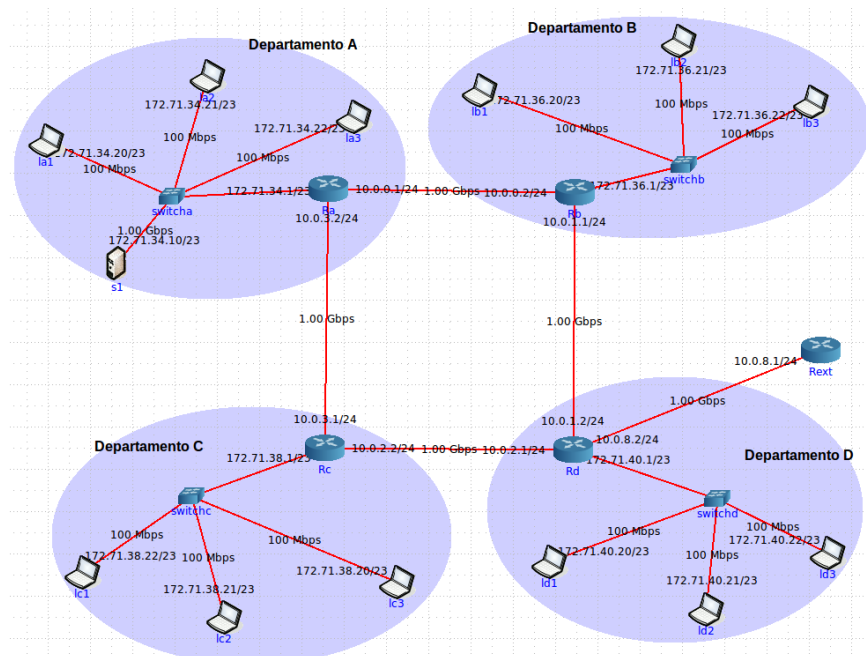 Departamento A
Departamento B
la2
172.71.34.21/23
lb2
172.71.36.21/23
lb1
172.71.36.20/23
100 Mbps
172.71.36.22/23
lb3
100 Mbps
100 Mbps
la1
172.71.34.20/23
100 Mbps
100 Mbps
172.71.34.22/23
la3
100 Mbps
switcha
172.71.34.1/23
Ra
10.0.0.1/24
1.00 Gbps
10.0.0.2/24
Rb
172.71.36.1/23
switchb
10.0.3.2/24
10.0.1.1/24
1.00 Gbps
172.71.34.10/23
s1
1.00 Gbps
1.00 Gbps
10.0.8.1/24
Rext
1.00 Gbps
10.0.3.1/24
10.0.1.2/24
Departamento C
172.71.38.1/23
Rc
10.0.2.2/24
1.00 Gbps
10.0.2.1/24
Rd
10.0.8.2/24
172.71.40.1/23
Departamento D
switchc
switchd
100 Mbps
172.71.38.22/23
lc1
100 Mbps
172.71.38.21/23
lc2
100 Mbps
172.71.38.20/23
lc3
100 Mbps
172.71.40.20/23
ld1
100 Mbps
172.71.40.21/23
ld2
100 Mbps
172.71.40.22/23
ld3